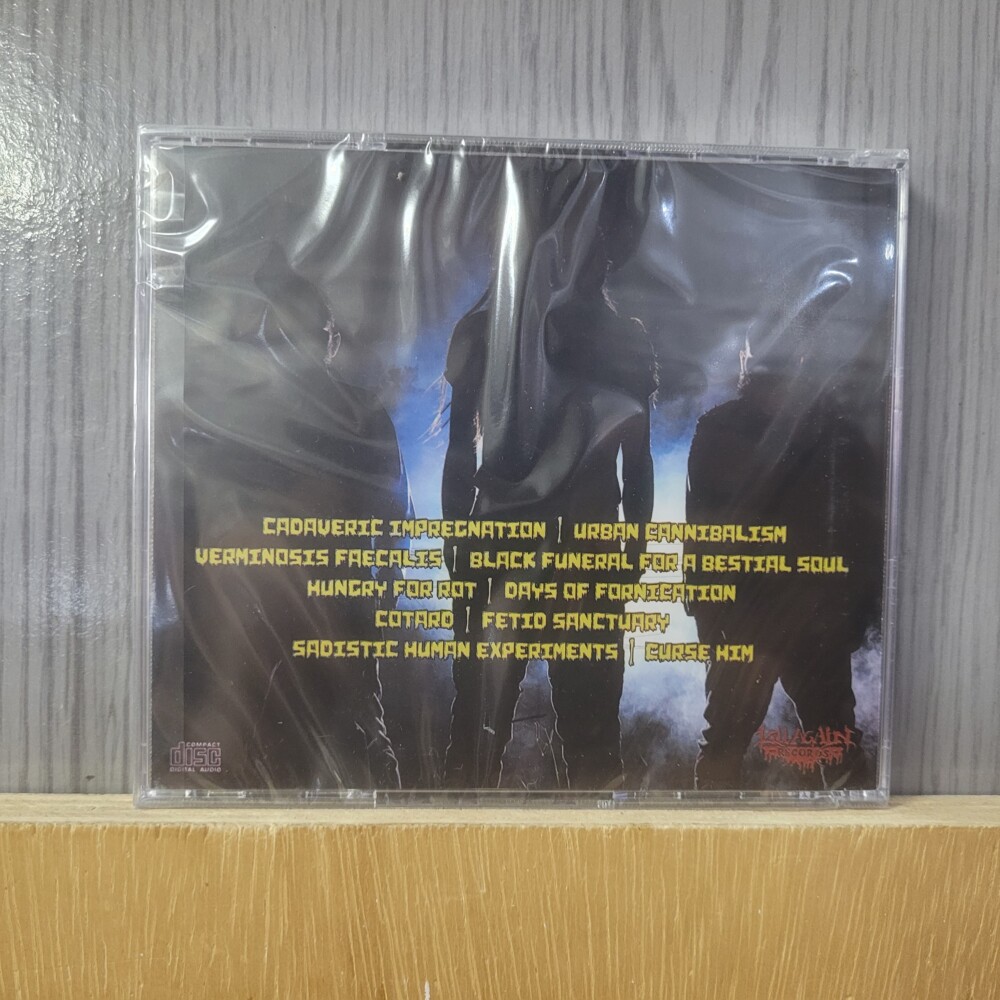 CADAVERIC IMPREGNATION | URBAN CANNIBALISM
VERMINOSIS FAECALIS | BLACK FUNERAL FOR A BESTIAL SOUL
HUNGRY FOR ROT | DAYS OF FORNICATION
COTARD | FETID SANCTUARY
SADISTIC HUMAN EXPERIMENTS | CURSE HIM
COMPACT
disc
DIGITAL AUDIO
RECORDS